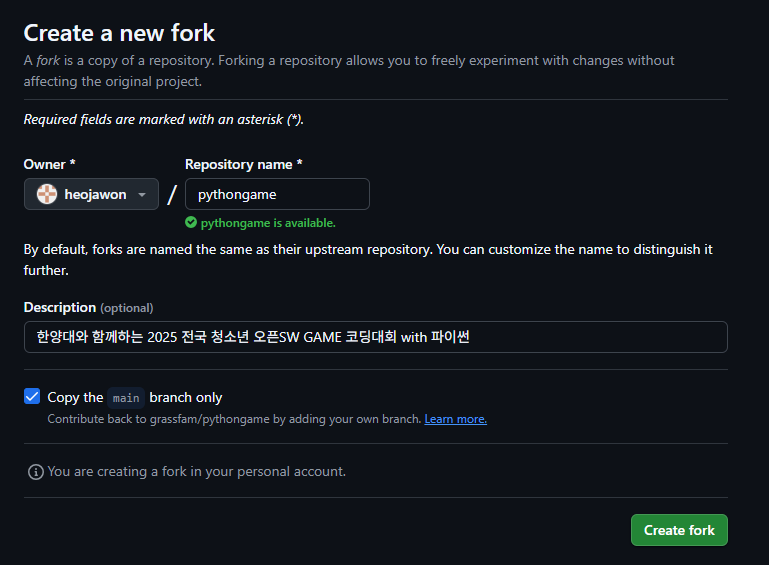 Create a new fork
A fork is a copy of a repository. Forking a repository allows you to freely experiment with changes without
affecting the original project.
Required fields are marked with an asterisk (*).
Owner * Repository name *
heojawon / pythongame
pythongame is available.
By default, forks are named the same as their upstream repository. You can customize the name to distinguish it
further.
Description (optional)
한양대와 함께하는 2025 전국 청소년 오픈SW GAME 코딩대회 with 파이썬
Copy the main branch only
Contribute back to grassfam/pythongame by adding your own branch. Learn more.
You are creating a fork in your personal account.
Create fork